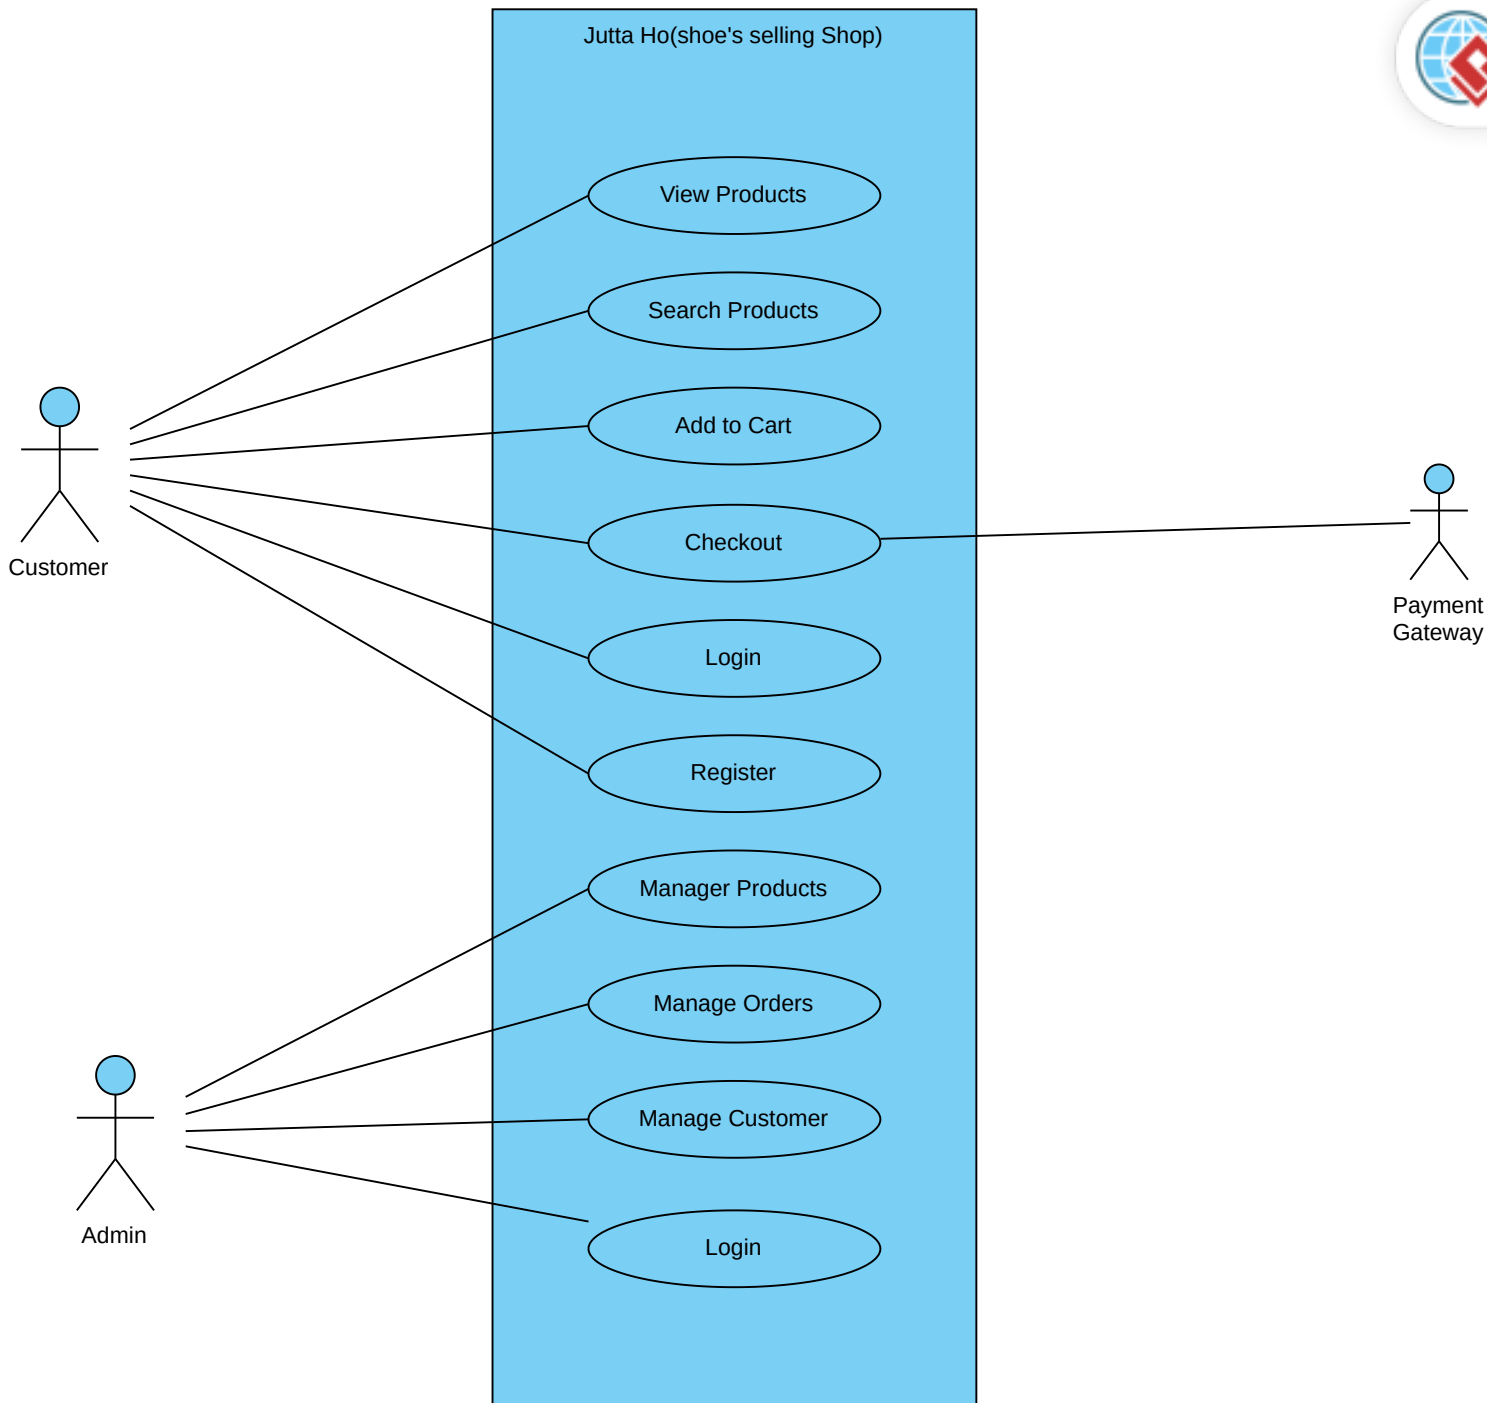 Jutta Ho(shoe's selling Shop)
View Products
Search Products
Add to Cart
Checkout
Customer
Payment
Gateway
Login
Register
Manager Products
Manage Orders
Manage Customer
Admin
Login